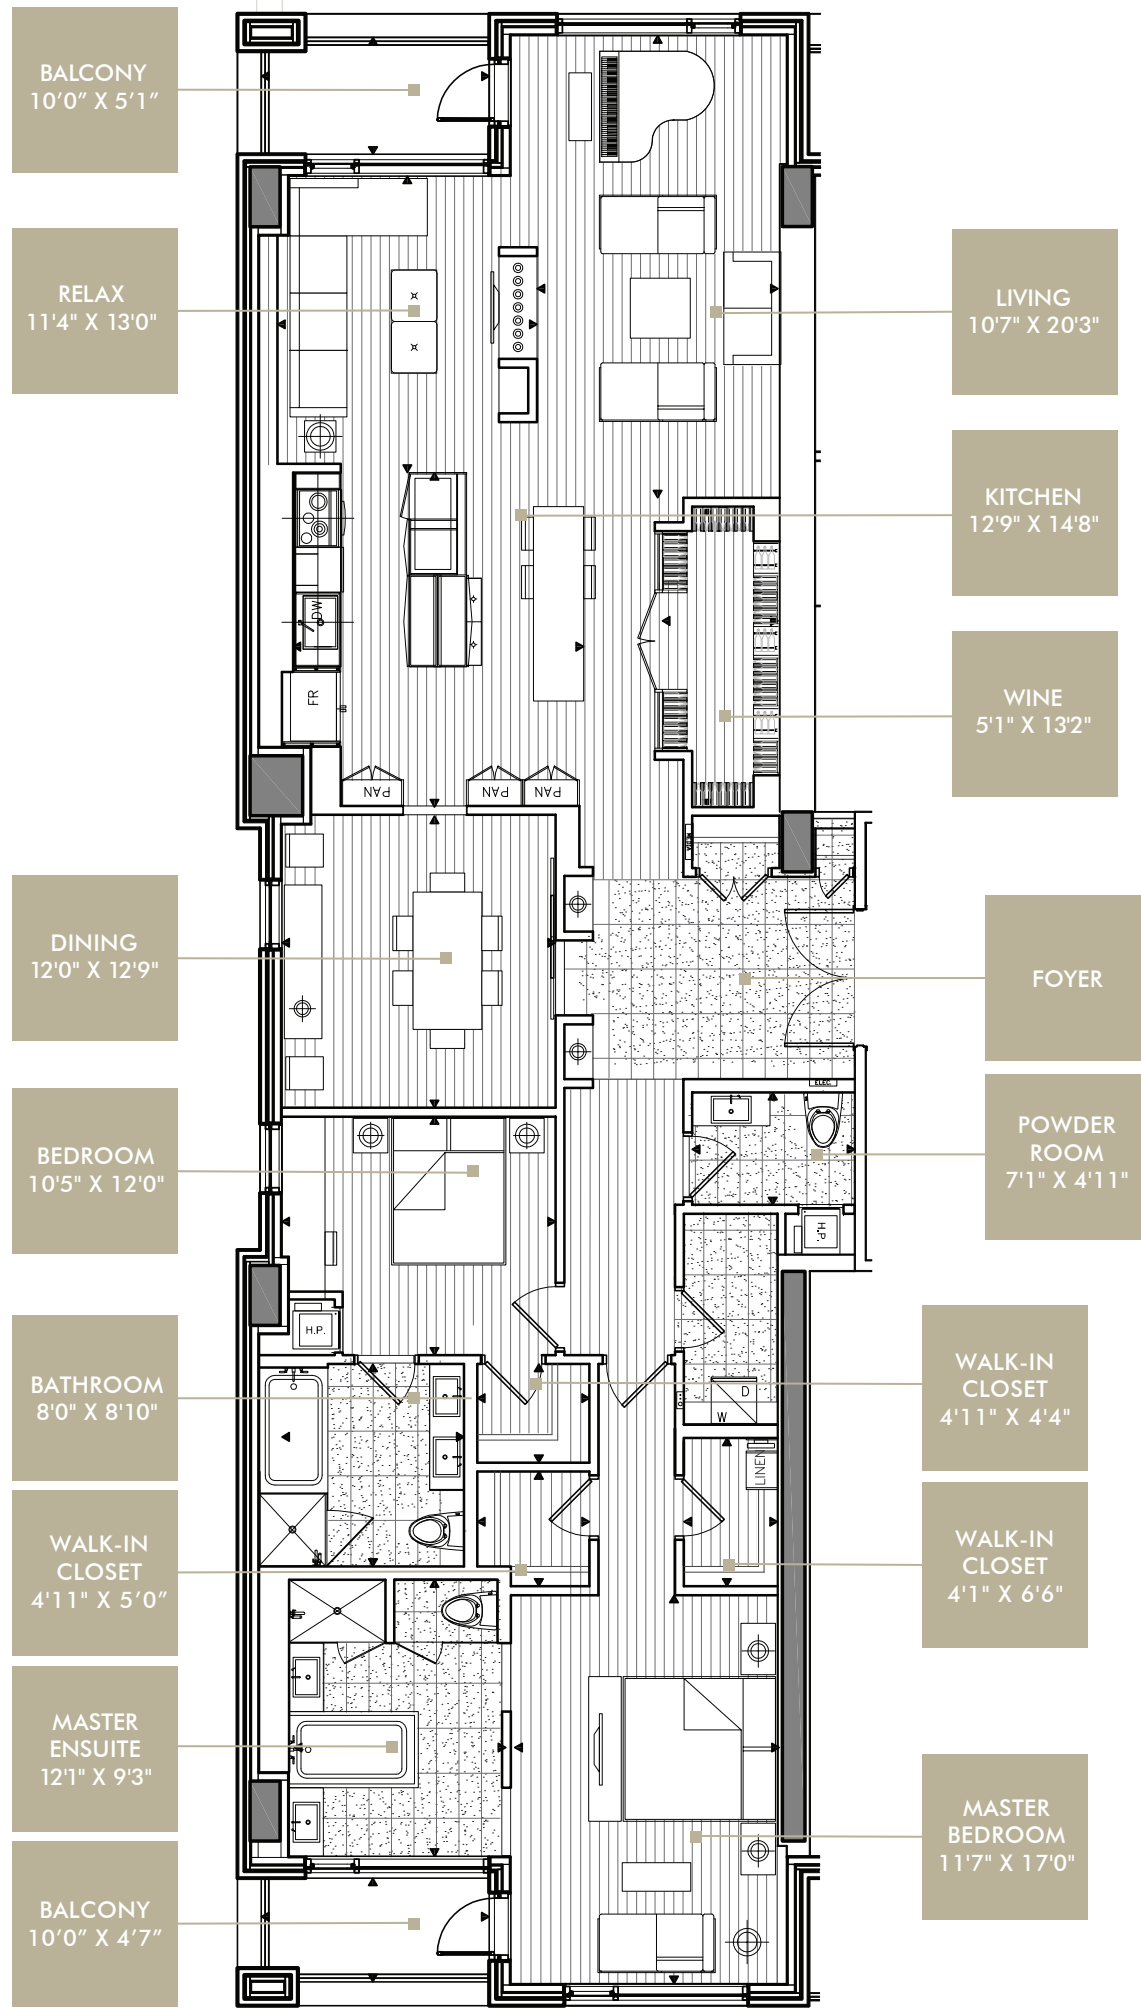 BALCONY
10’0” X 5’1”
RELAX
11'4" X 13'0"
LIVING
10'7" X 20'3"
KITCHEN
12'9" X 14'8"
WINE
5'1" X 13'2"
DW
FR
PAN
PAN
PAN
MEDIA
DINING
12'0" X 12'9"
FOYER
ELEC.
POWDER
ROOM
7'1" X 4'11"
BEDROOM
10'5" X 12'0"
H.P.
H.P.
BATHROOM
8'0" X 8'10"
WALK-IN
CLOSET
4'11" X 4'4"
D
W
LINEN
WALK-IN
CLOSET
4'11" X 5’0”
WALK-IN
CLOSET
4'1" X 6'6"
MASTER
ENSUITE
12'1" X 9'3"
MASTER
BEDROOM
11'7" X 17'0"
BALCONY
10’0” X 4’7”